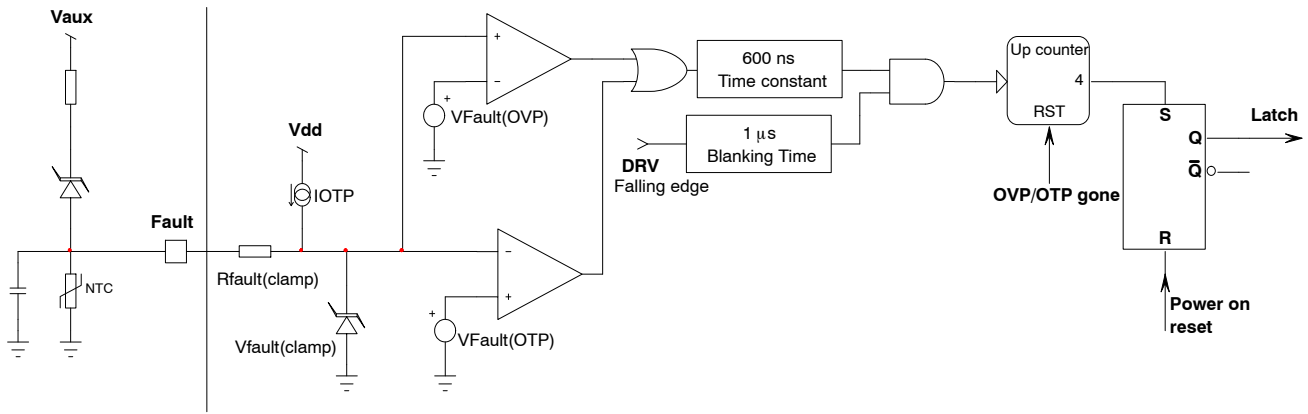 Vaux
Fault
NTC
Rfault(clamp)
Vdd
IOTP
Vfault(clamp)
+
−
+
VFault(OVP)
−
+
+
VFault(OTP)
600 ns
Time constant
1 μs
Blanking Time
DRV
Falling edge
Up counter
4
RST
OVP/OTP gone
S
Q
Q̅
R
Latch
Power on
reset